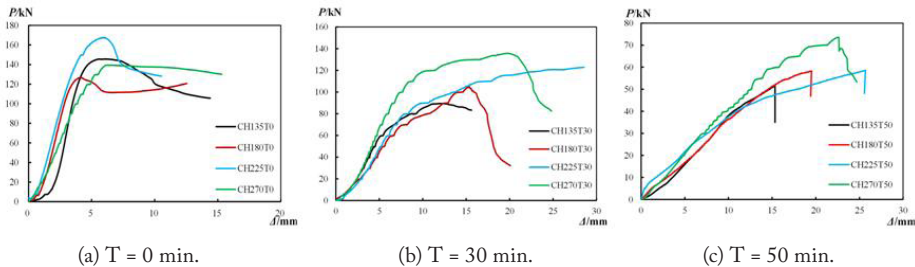 P/kN
180
160
140
120
100
80
60
40
20
0
0
5
10
15
20
Δ/mm
CH135T0
CH180T0
CH225T0
CH270T0
(a) T = 0 min.
P/kN
160
140
120
100
80
60
40
20
0
0
5
10
15
20
25
30
Δ/mm
CH135T30
CH180T30
CH225T30
CH270T30
(b) T = 30 min.
P/kN
80
70
60
50
40
30
20
10
0
0
5
10
15
20
25
30
Δ/mm
CH135T50
CH180T50
CH225T50
CH270T50
(c) T = 50 min.